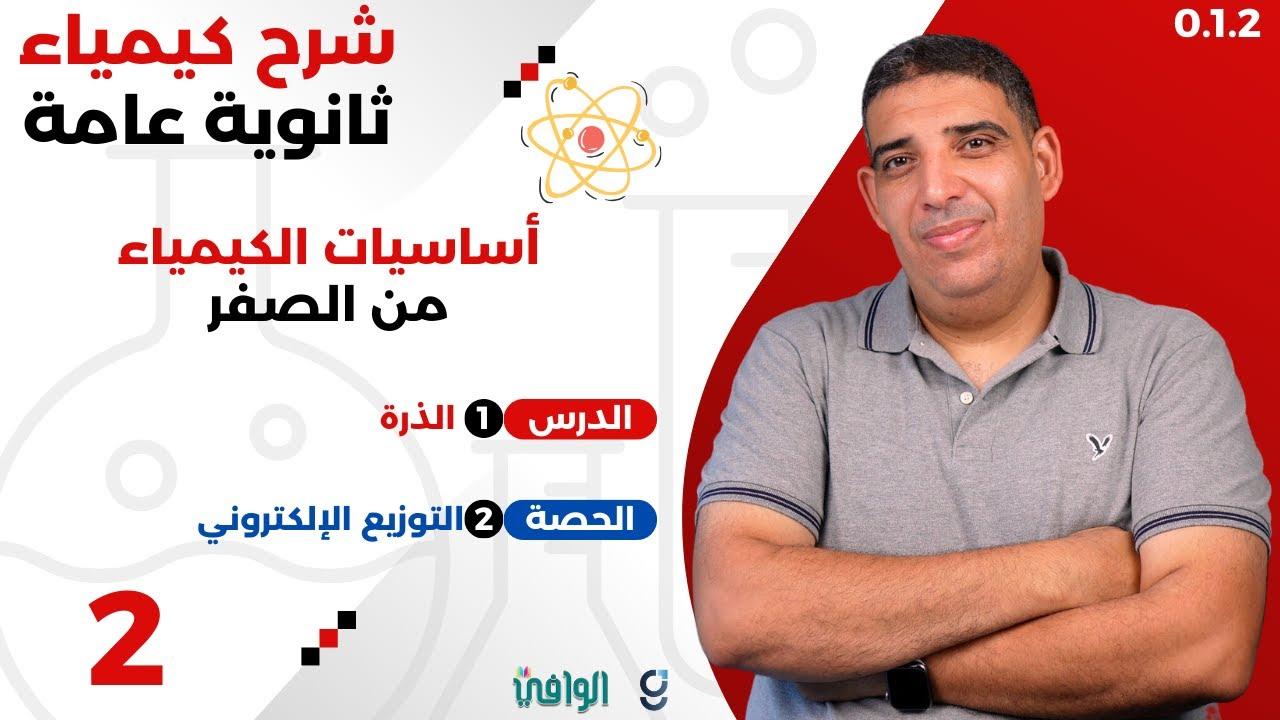 0.1.2
شرح كيمياء
ثانوية عامة
أساسيات الكيمياء
من الصفر
الدرس 1 الذرة
الحصة 2 التوزيع الإلكتروني
2
الوافي